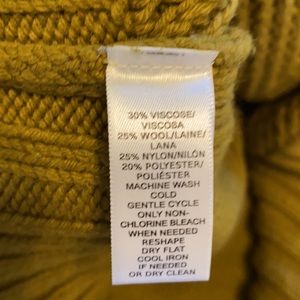 30% VISCOSE/
VISCOSA
25% WOOL/LAINE/
LANA
25% NYLON/NILÓN
20% POLYESTER/
POLIÉSTER
MACHINE WASH
COLD
GENTLE CYCLE
ONLY NON-
CHLORINE BLEACH
WHEN NEEDED
RESHAPE
DRY FLAT
COOL IRON
IF NEEDED
OR DRY CLEAN